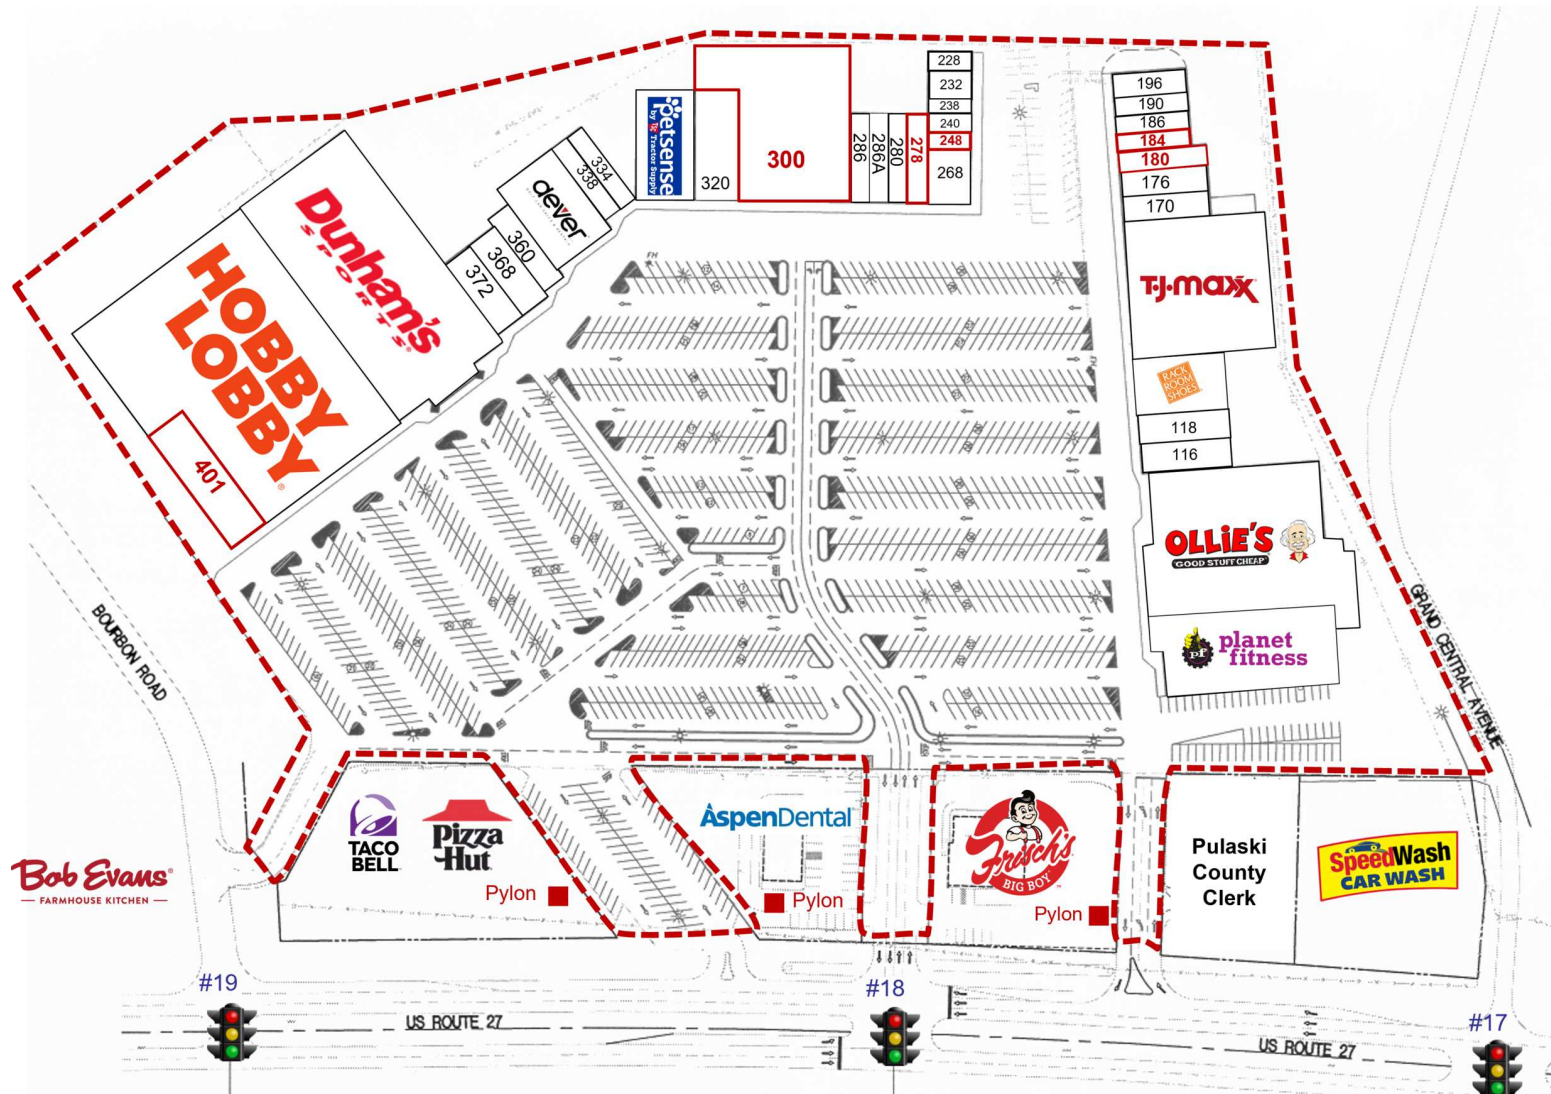 228
232
238
240
248
268
196
190
186
184
180
176
170
petsense
by TSC Tractor Supply
320
300
286
286A
280
278
334
338
dever
360
368
372
Dunham's
SPORTS
HOBBY
LOBBY
401
T.J.maxx
RACK
ROOM
SHOES
118
116
OLLiE'S
GOOD STUFF CHEAP
planet
fitness
pf
FH
FH
BOURBON ROAD
GRAND CENTRAL AVENUE
TACO
BELL
Pizza
Hut
Pylon
AspenDental
Pylon
Frisch's
BIG BOY
Pylon
Pulaski
County
Clerk
SpeedWash
CAR WASH
Bob Evans
FARMHOUSE KITCHEN
#19
#18
#17
US ROUTE 27
US ROUTE 27